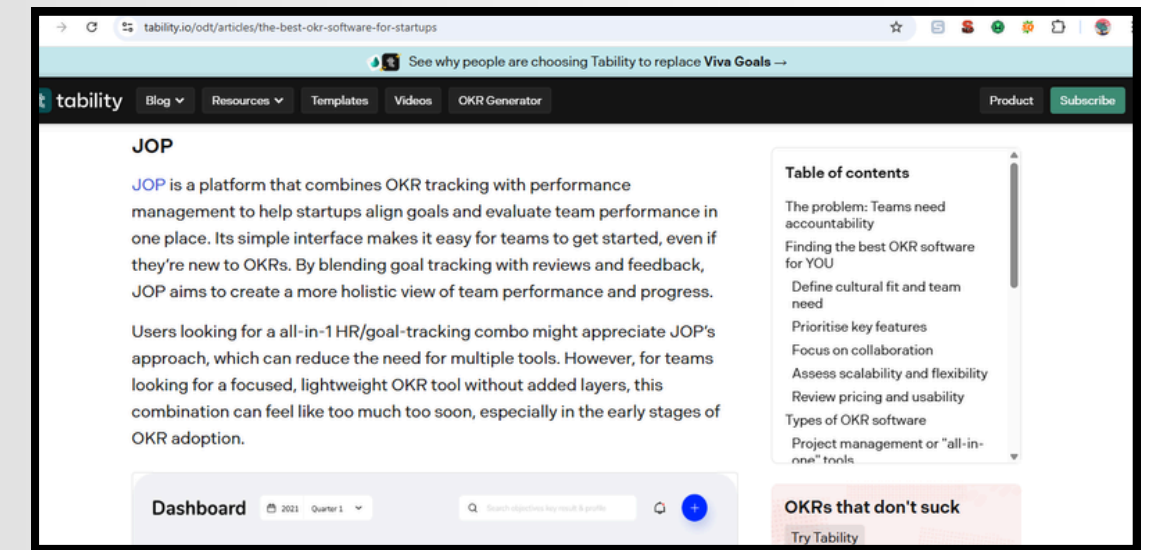 tability.io/odt/articles/the-best-okr-software-for-startups
See why people are choosing Tability to replace Viva Goals →
tability
Blog
Resources
Templates
Videos
OKR Generator
Product
Subscribe
JOP
JOP is a platform that combines OKR tracking with performance
management to help startups align goals and evaluate team performance in
one place. Its simple interface makes it easy for teams to get started, even if
they're new to OKRs. By blending goal tracking with reviews and feedback,
JOP aims to create a more holistic view of team performance and progress.
Users looking for a all-in-1 HR/goal-tracking combo might appreciate JOP's
approach, which can reduce the need for multiple tools. However, for teams
looking for a focused, lightweight OKR tool without added layers, this
combination can feel like too much too soon, especially in the early stages of
OKR adoption.
Dashboard
2021 Quarter 1
Search objectives key result & profile
Table of contents
The problem: Teams need
accountability
Finding the best OKR software
for YOU
Define cultural fit and team
need
Prioritise key features
Focus on collaboration
Assess scalability and flexibility
Review pricing and usability
Types of OKR software
Project management or "all-in-
one" tools
OKRs that don't suck
Try Tability